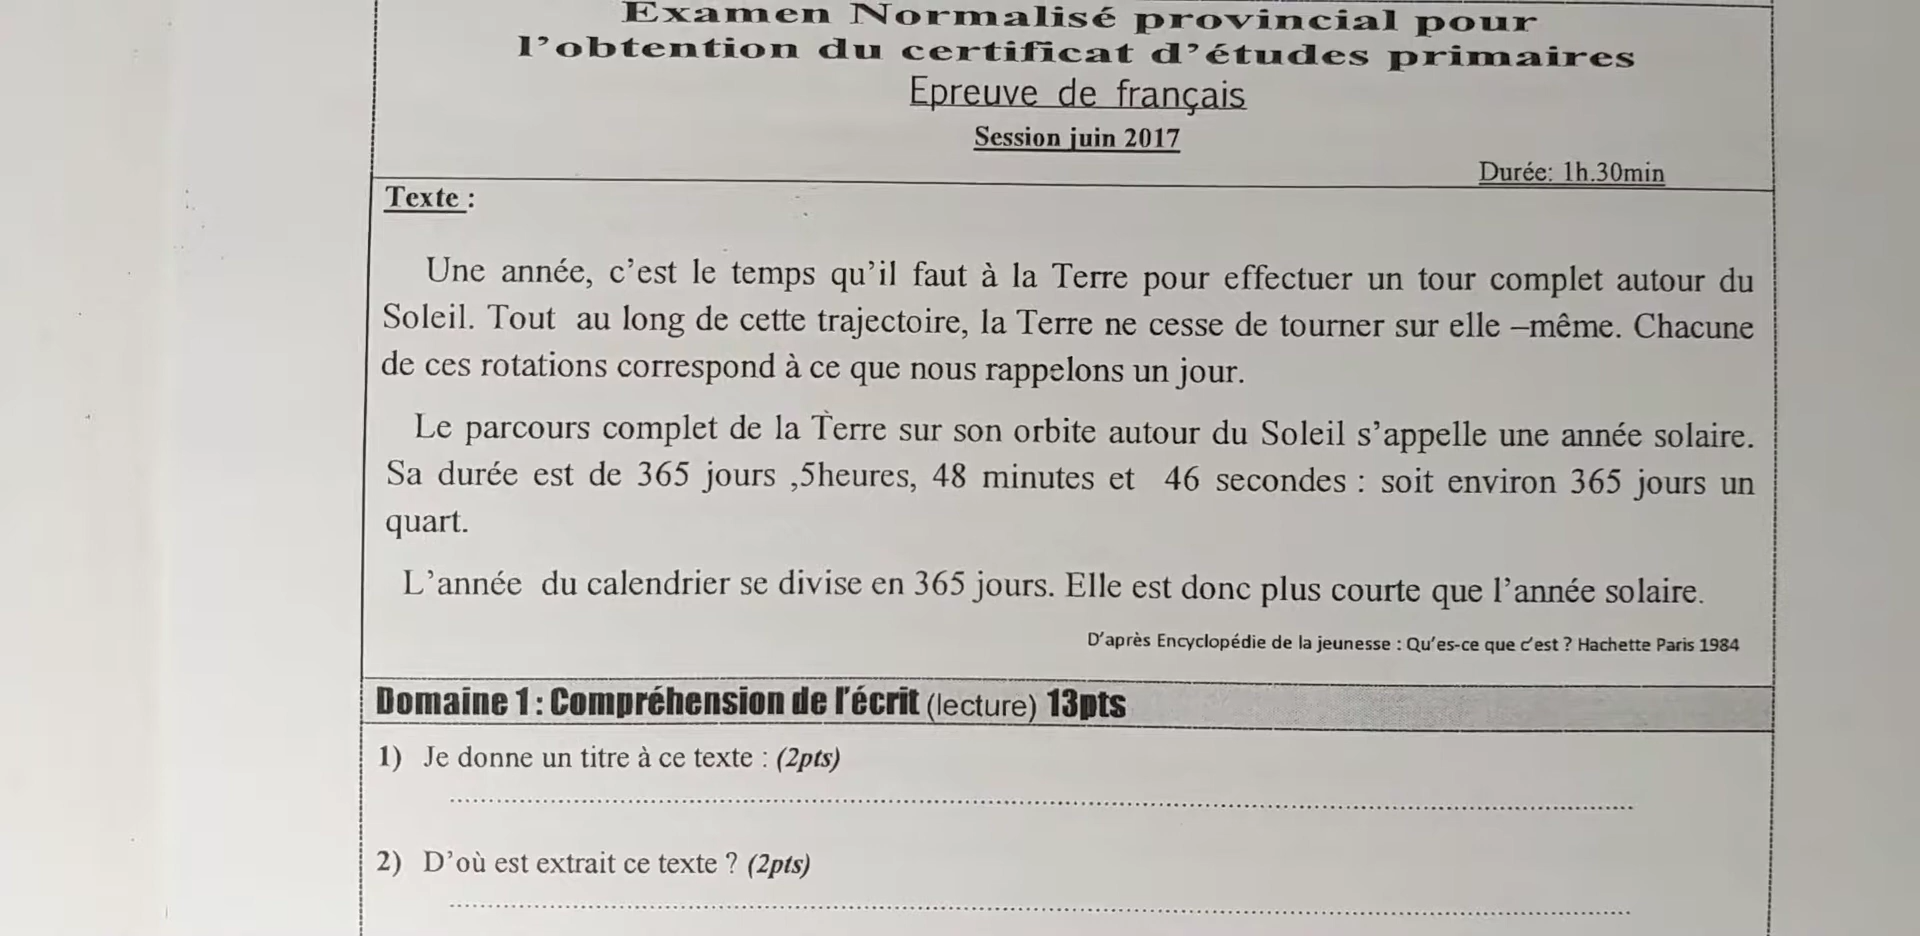 Examen Normalisé provincial pour
l’obtention du certificat d’études primaires
Epreuve de français
Session juin 2017
Durée: 1h.30min
Texte :
Une année, c’est le temps qu’il faut à la Terre pour effectuer un tour complet autour du
Soleil. Tout au long de cette trajectoire, la Terre ne cesse de tourner sur elle –même. Chacune
de ces rotations correspond à ce que nous rappelons un jour.
Le parcours complet de la Terre sur son orbite autour du Soleil s’appelle une année solaire.
Sa durée est de 365 jours ,5heures, 48 minutes et 46 secondes : soit environ 365 jours un
quart.
L’année du calendrier se divise en 365 jours. Elle est donc plus courte que l’année solaire.
D’après Encyclopédie de la jeunesse : Qu’es-ce que c’est ? Hachette Paris 1984
Domaine 1 : Compréhension de l’écrit (lecture) 13pts
1) Je donne un titre à ce texte : (2pts)
2) D’où est extrait ce texte ? (2pts)